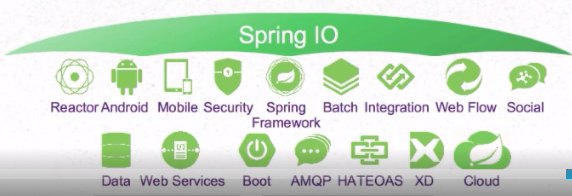 Spring IO
Reactor Android Mobile Security Spring Framework Batch Integration Web Flow Social
Data Web Services Boot AMQP HATEOAS XD Cloud